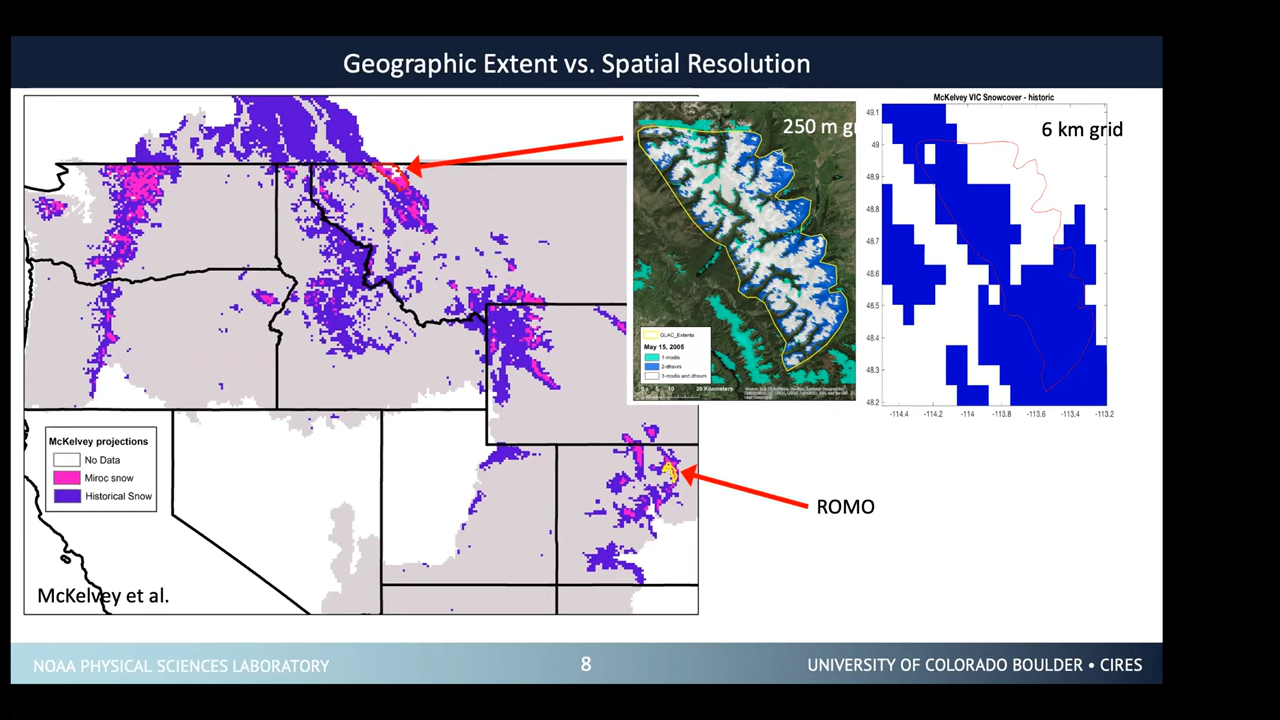 Geographic Extent vs. Spatial Resolution
McKelvey projections
No Data
Miroc snow
Historical Snow
McKelvey et al.
250 m gr
GLAC_Extents
May 15, 2005
1-modis
2-dhsvm
3-modis and dhsvm
20 Kilometers
McKelvey VIC Snowcover - historic
6 km grid
49.1
49
48.9
48.8
48.7
48.6
48.5
48.4
48.3
48.2
-114.4 -114.2 -114 -113.8 -113.6 -113.4 -113.2
ROMO
NOAA PHYSICAL SCIENCES LABORATORY
8
UNIVERSITY OF COLORADO BOULDER • CIRES